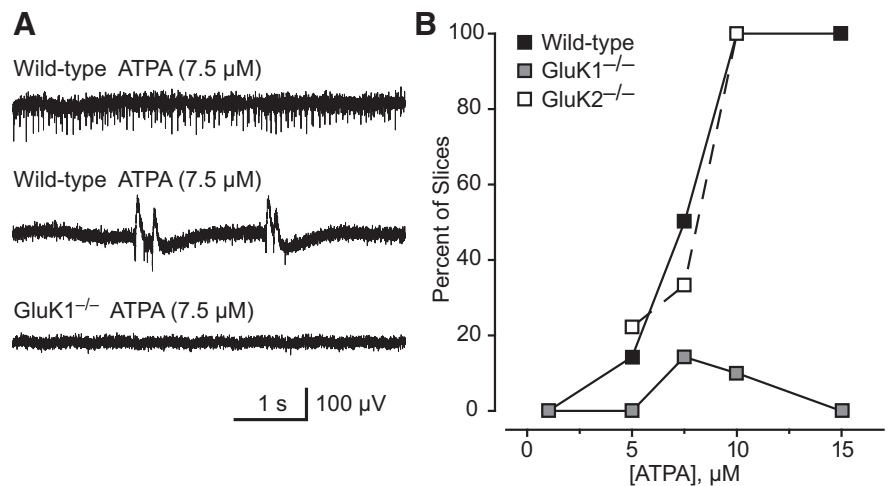 A
Wild-type ATPA (7.5 µM)
Wild-type ATPA (7.5 µM)
GluK1–/– ATPA (7.5 µM)
1 s
100 µV
B
Percent of Slices
100
80
60
40
20
0
Wild-type
GluK1–/–
GluK2–/–
0 5 10 15
[ATPA], µM